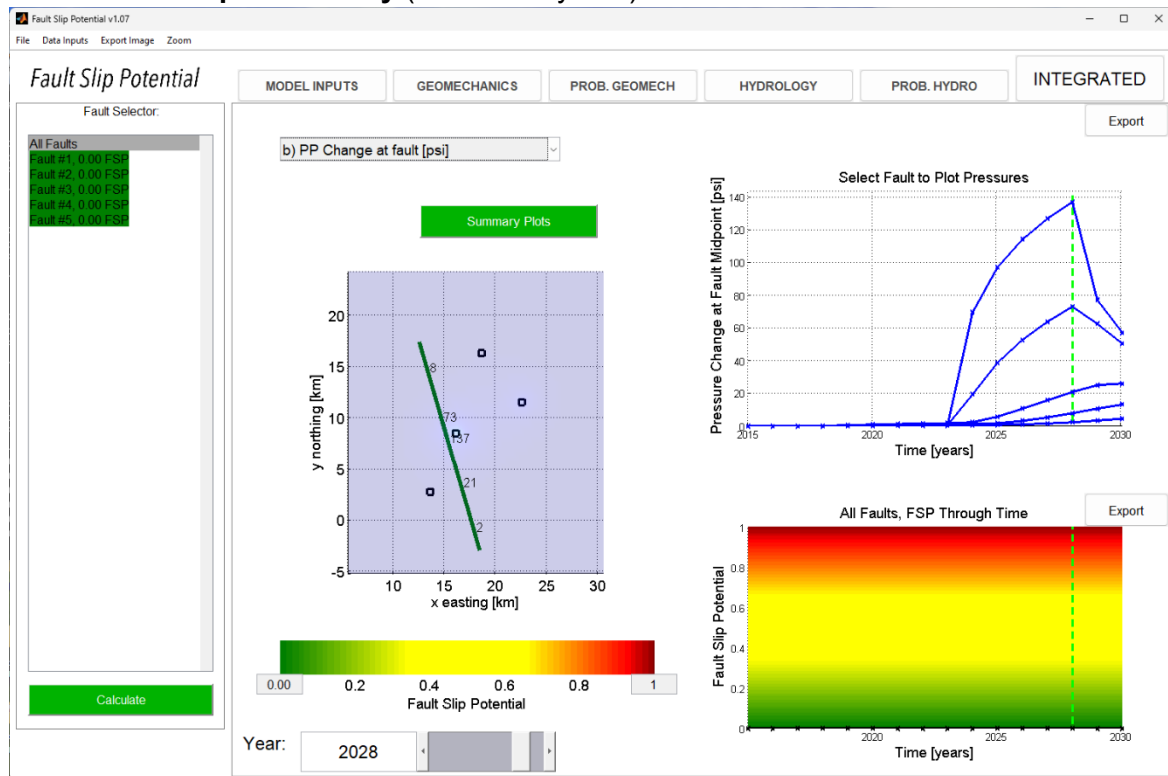 Fault Slip Potential v1.07
File Data Inputs Export Image Zoom
Fault Slip Potential
MODEL INPUTS GEOMECHANICS PROB. GEOMECH HYDROLOGY PROB. HYDRO INTEGRATED
Fault Selector:
All Faults
Fault #1, 0.00 FSP
Fault #2, 0.00 FSP
Fault #3, 0.00 FSP
Fault #4, 0.00 FSP
Fault #5, 0.00 FSP
Calculate
Export
b) PP Change at fault [psi]
Summary Plots
20
15
10
5
0
-5
y northing [km]
8
73
137
21
2
10 15 20 25 30
x easting [km]
0.00 0.2 0.4 0.6 0.8 1
Fault Slip Potential
Year: 2028
Select Fault to Plot Pressures
Pressure Change at Fault Midpoint [psi]
140
120
100
80
60
40
20
0
2015 2020 2025 2030
Time [years]
Export
All Faults, FSP Through Time
Fault Slip Potential
1
0.8
0.6
0.4
0.2
0
2020 2025 2030
Time [years]